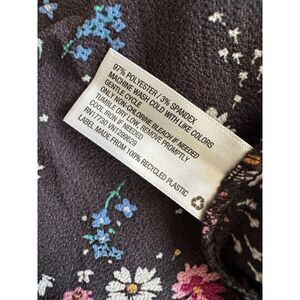 97% POLYESTER / 3% SPANDEX
MACHINE WASH COLD WITH LIKE COLORS
GENTLE CYCLE
ONLY NON-CHLORINE BLEACH IF NEEDED
TUMBLE DRY LOW, REMOVE PROMPTLY
COOL IRON IF NEEDED
RN17730 VN1299629
LABEL MADE FROM 100% RECYCLED PLASTIC